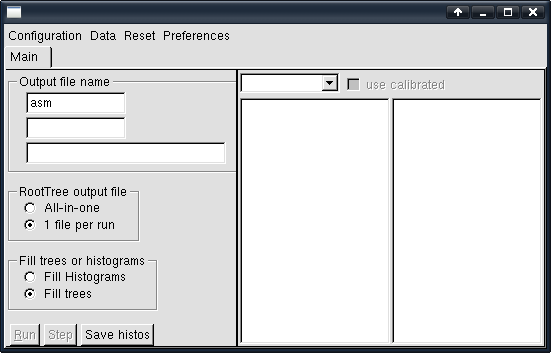 Configuration Data Reset Preferences
Main
Output file name
asm
use calibrated
RootTree output file
All-in-one
1 file per run
Fill trees or histograms
Fill Histograms
Fill trees
Run Step Save histos